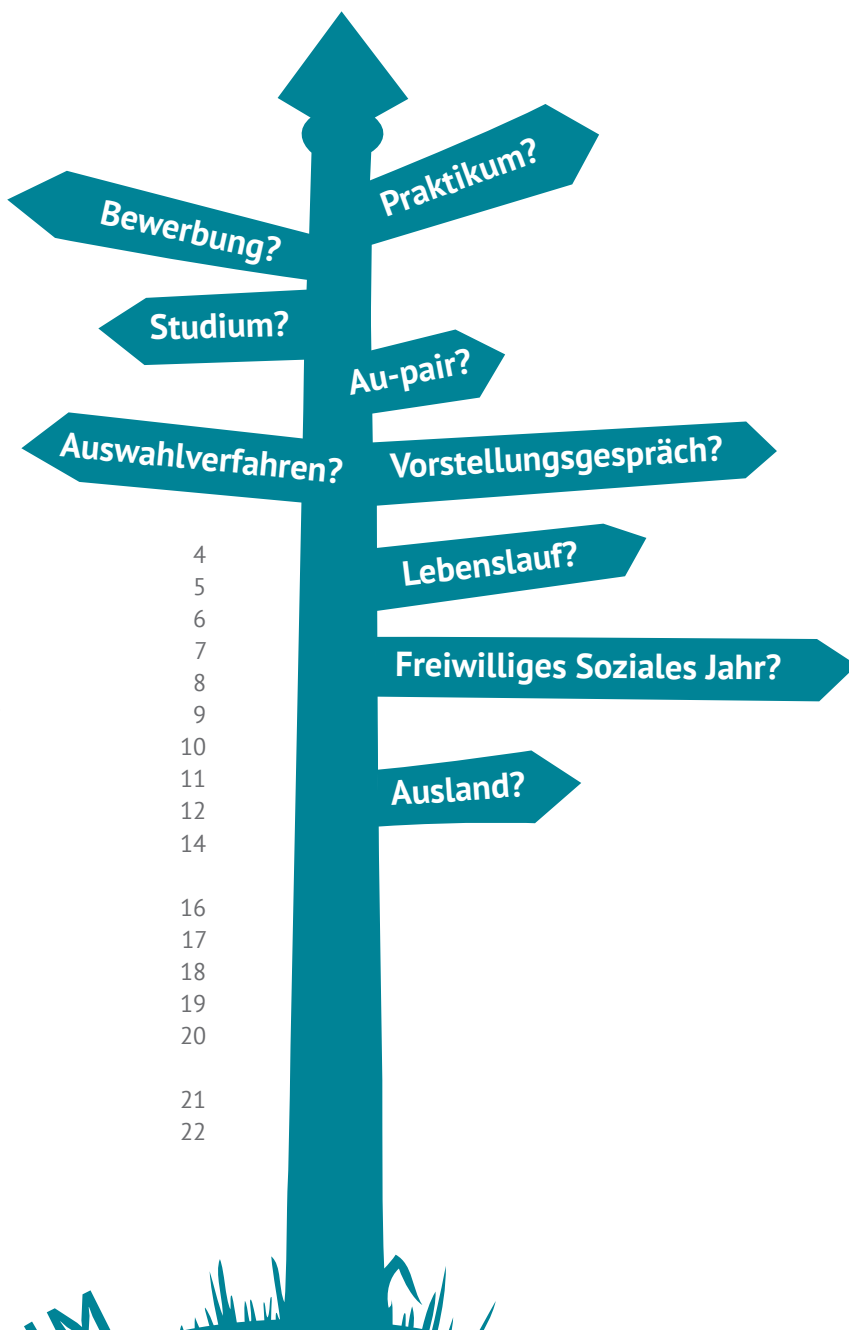 Praktikum?
Bewerbung?
Studium?
Au-pair?
Auswahlverfahren?
Vorstellungsgespräch?
Lebenslauf?
Freiwilliges Soziales Jahr?
Ausland?
4
5
6
7
8
9
10
11
12
14
16
17
18
19
20
21
22